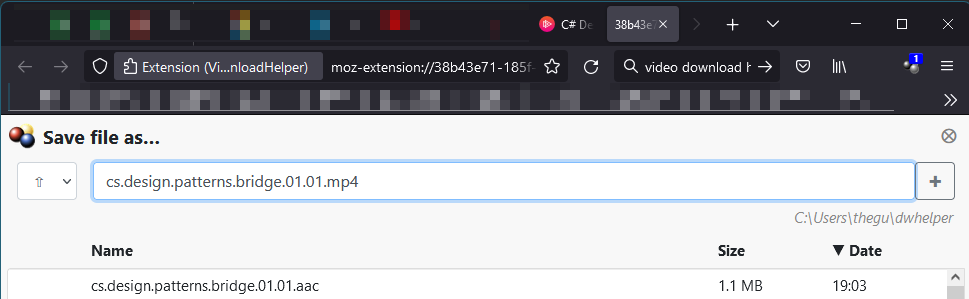 C# De
38b43e7
Extension (Vi...nloadHelper)
moz-extension://38b43e71-185f-
video download h
1
Save file as...
cs.design.patterns.bridge.01.01.mp4
C:\Users\thegu\dwhelper
Name Size ▼ Date
cs.design.patterns.bridge.01.01.aac 1.1 MB 19:03